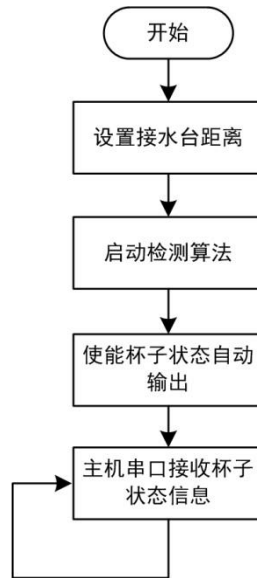 开始
设置接水台距离
启动检测算法
使能杯子状态自动
输出
主机串口接收杯子
状态信息